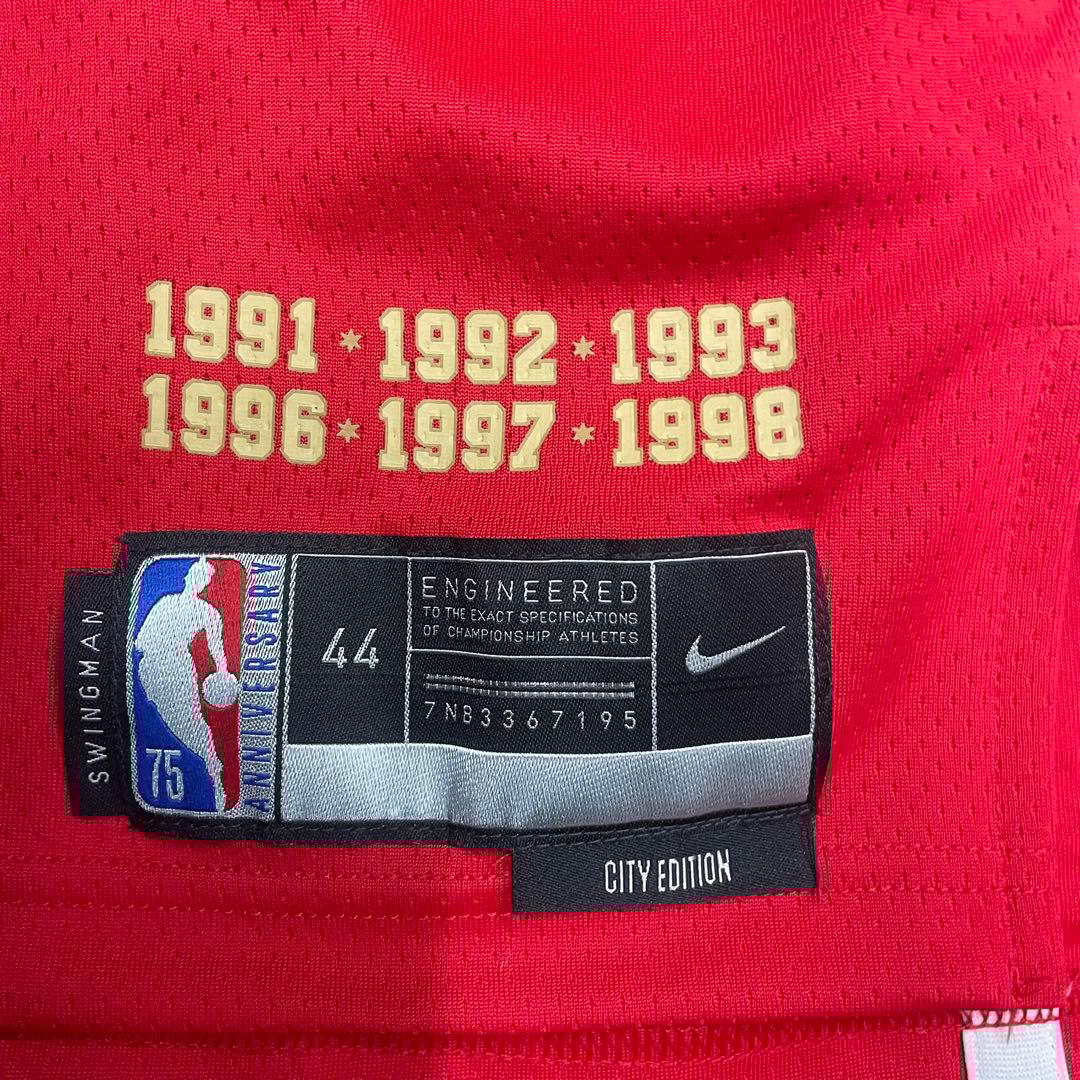 1991 * 1992 * 1993
1996 * 1997 * 1998
SWINGMAN
75
ANNIVERSARY
44
ENGINEERED
TO THE EXACT SPECIFICATIONS
OF CHAMPIONSHIP ATHLETES
7NB3367195
CITY EDITION